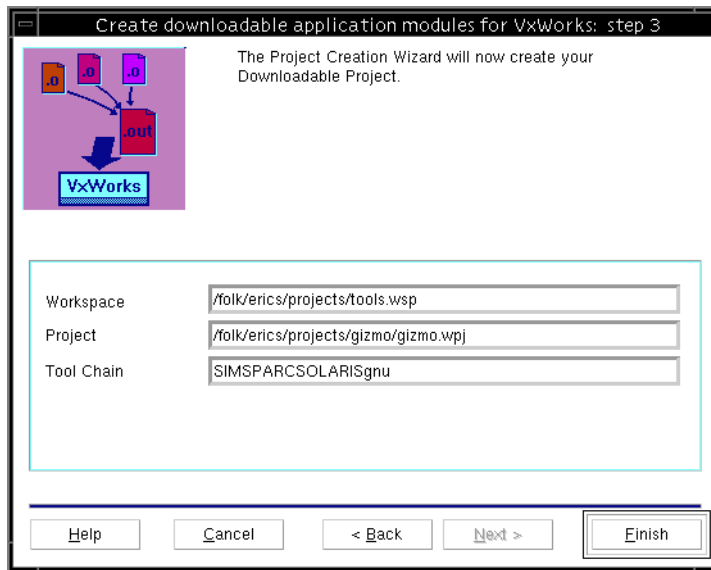 Create downloadable application modules for VxWorks: step 3
The Project Creation Wizard will now create your
Downloadable Project.
.o
.o
.o
.out
VxWorks
Workspace
/folk/erics/projects/tools.wsp
Project
/folk/erics/projects/gizmo/gizmo.wpj
Tool Chain
SIMSPARCSOLARISgnu
Help
Cancel
< Back
Next >
Finish